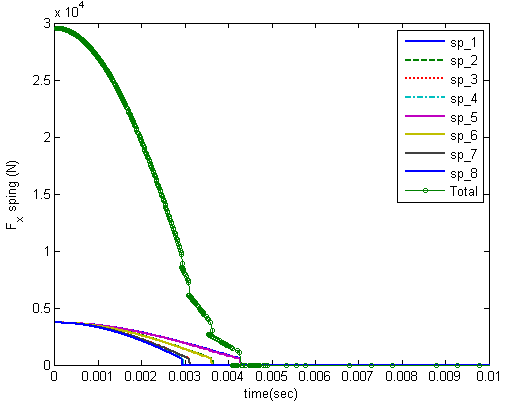 x 10^4
3
2.5
2
1.5
1
0.5
0
F_x sping (N)
0 0.001 0.002 0.003 0.004 0.005 0.006 0.007 0.008 0.009 0.01
time(sec)
sp_1
sp_2
sp_3
sp_4
sp_5
sp_6
sp_7
sp_8
Total